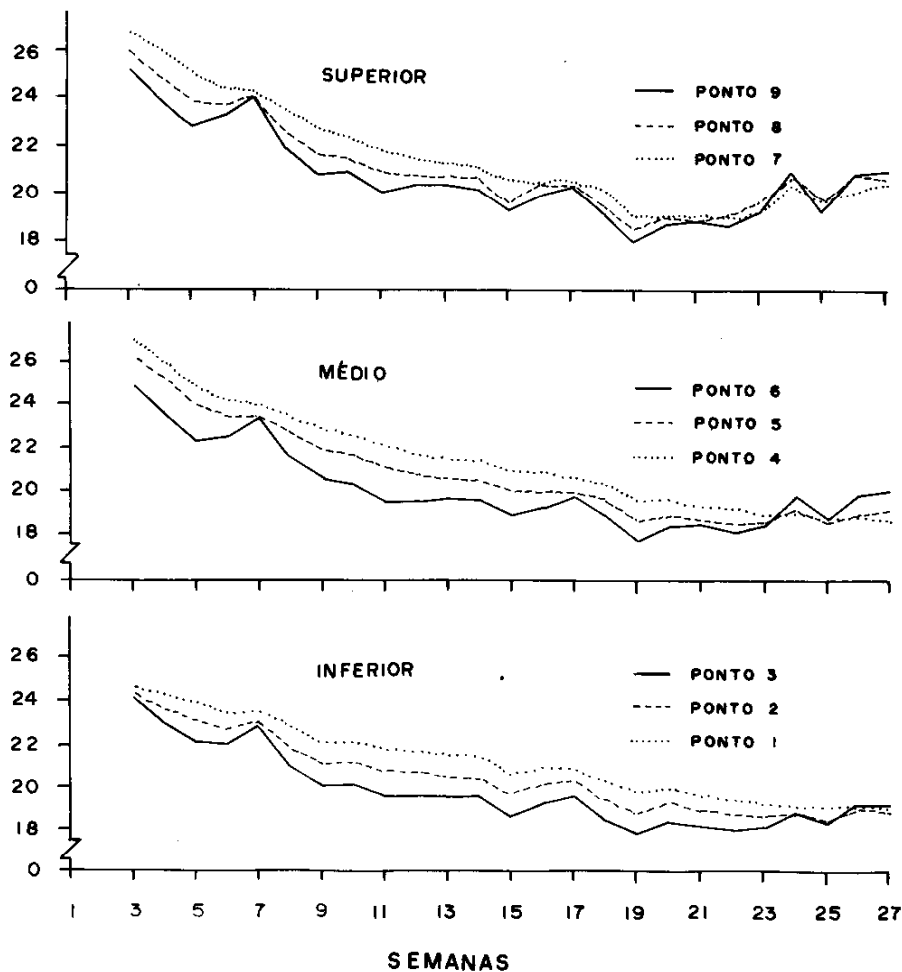 26
24
22
20
18
0
SUPERIOR
PONTO 9
PONTO 8
PONTO 7
26
24
22
20
18
0
MÉDIO
PONTO 6
PONTO 5
PONTO 4
26
24
22
20
18
0
INFERIOR
PONTO 3
PONTO 2
PONTO 1
1 3 5 7 9 11 13 15 17 19 21 23 25 27
SEMANAS